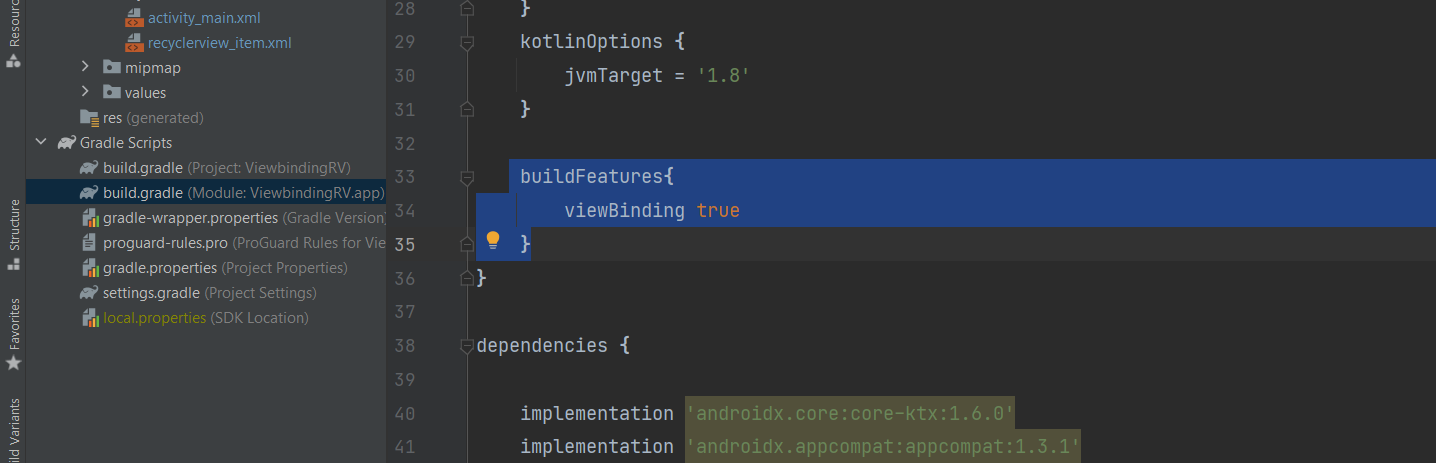 Resourc
Structure
Favorites
ild Variants
activity_main.xml
recyclerview_item.xml
mipmap
values
res (generated)
Gradle Scripts
build.gradle (Project: ViewbindingRV)
build.gradle (Module: ViewbindingRV.app)
gradle-wrapper.properties (Gradle Version)
proguard-rules.pro (ProGuard Rules for Vie
gradle.properties (Project Properties)
settings.gradle (Project Settings)
local.properties (SDK Location)
28 }
29 kotlinOptions {
30 jvmTarget = '1.8'
31 }
32
33 buildFeatures{
34 viewBinding true
35 }
36 }
37
38 dependencies {
39
40 implementation 'androidx.core:core-ktx:1.6.0'
41 implementation 'androidx.appcompat:appcompat:1.3.1'